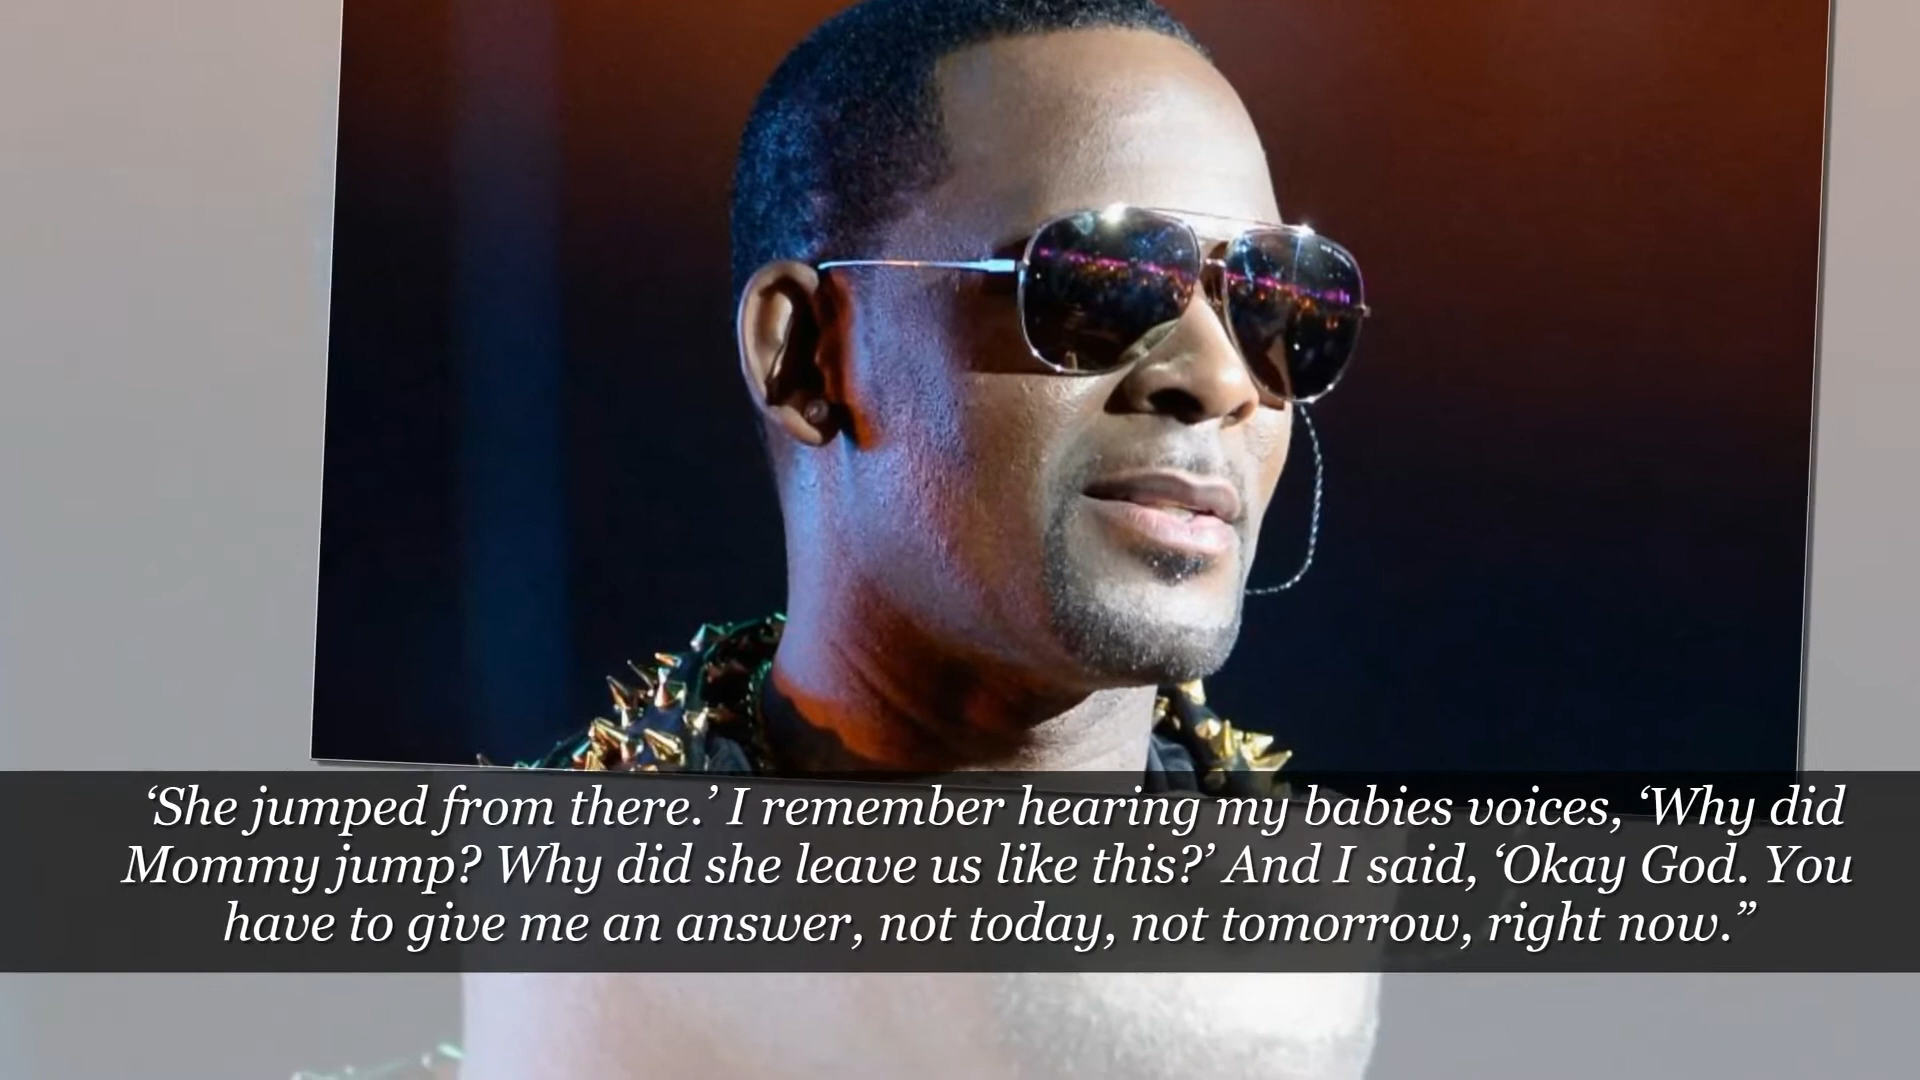 ‘She jumped from there.’ I remember hearing my babies voices, ‘Why did
Mommy jump? Why did she leave us like this?’ And I said, ‘Okay God. You
have to give me an answer, not today, not tomorrow, right now.”